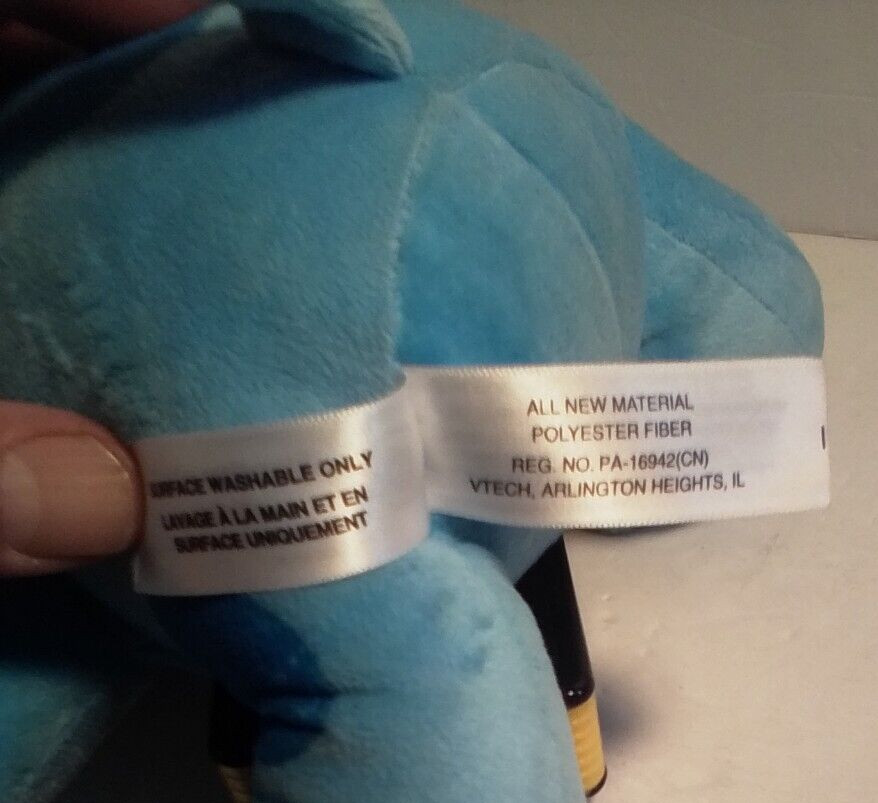 SURFACE WASHABLE ONLY
LAVAGE À LA MAIN ET EN
SURFACE UNIQUEMENT
ALL NEW MATERIAL
POLYESTER FIBER
REG. NO. PA-16942(CN)
VTECH, ARLINGTON HEIGHTS, IL